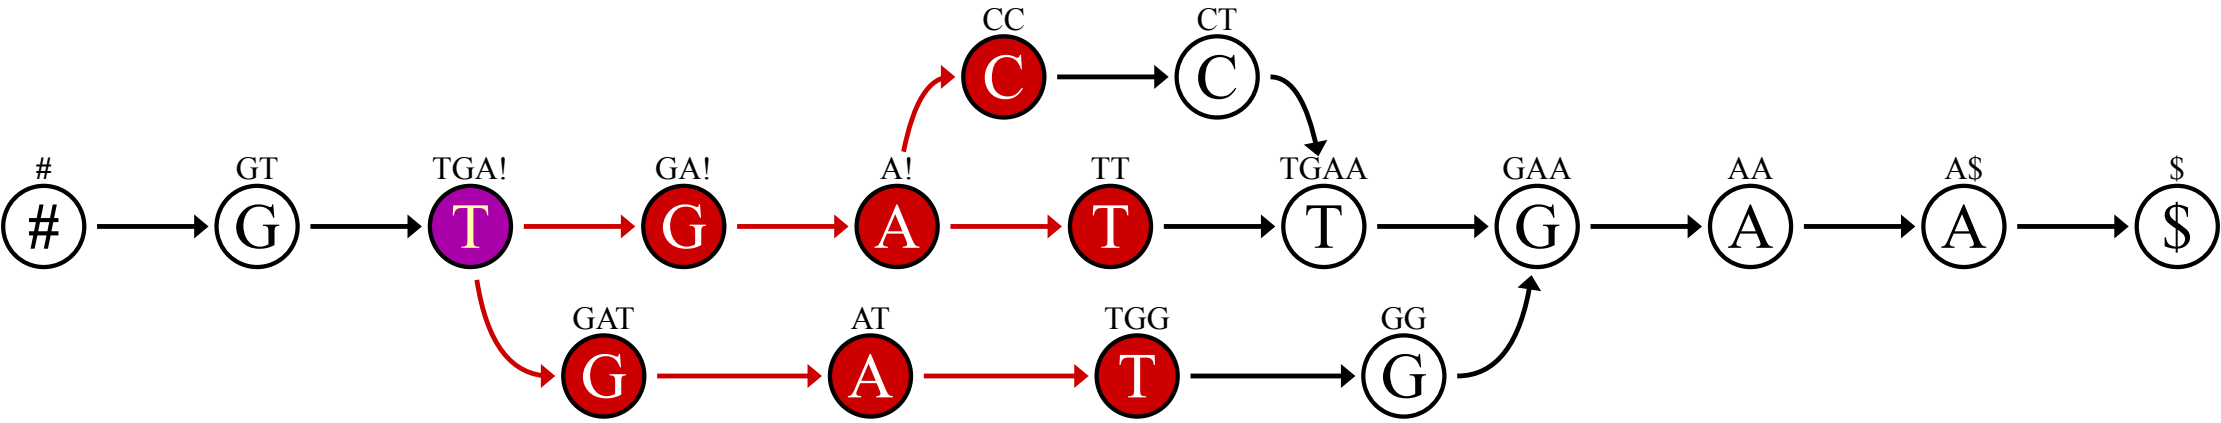 CC CT
C C
# GT TGA! GA! A! TT TGAA GAA AA A$ $
# G T G A T T G A A $
GAT AT TGG GG
G A T G